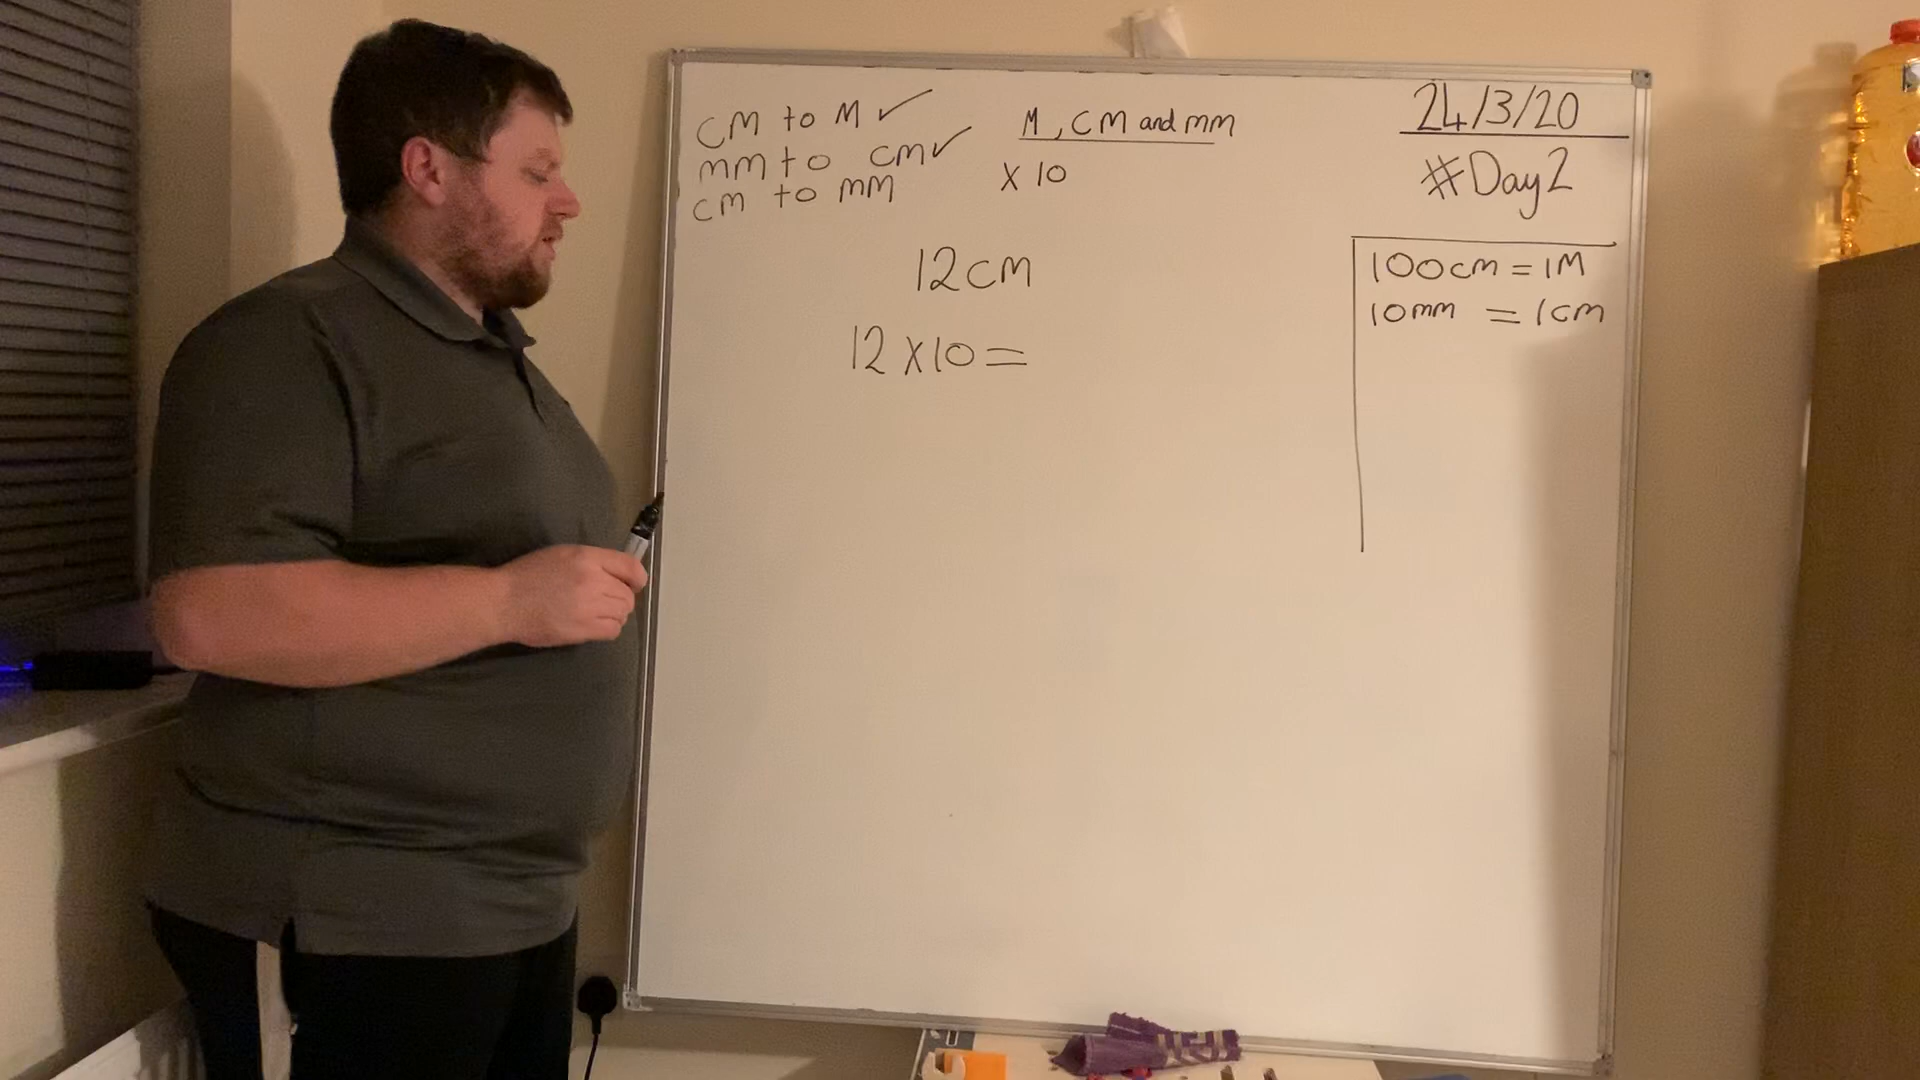 CM to M ✓
mm to cm ✓
cm to mm
M, CM and mm
X 10
12cm
12 X 10 =
24/3/20
#Day2
100cm = 1M
10mm = 1cm